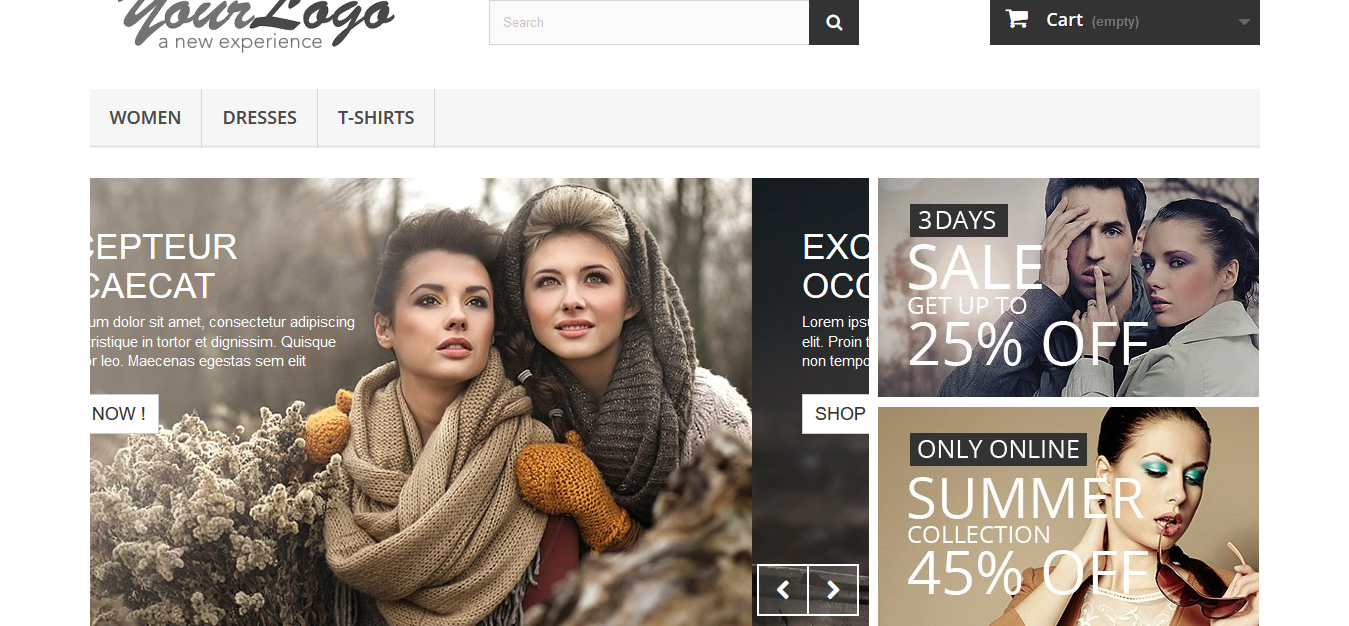 YourLogo
a new experience
Search
Cart (empty)
WOMEN
DRESSES
T-SHIRTS
CEPTEUR
CAECAT
um dolor sit amet, consectetur adipiscing
tristique in tortor et dignissim. Quisque
or leo. Maecenas egestas sem elit
NOW !
EXC
OCC
Lorem ipsu
elit. Proin t
non tempo
SHOP
3 DAYS
SALE
GET UP TO
25% OFF
ONLY ONLINE
SUMMER
COLLECTION
45% OFF